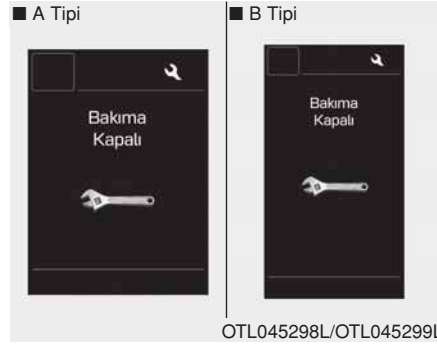 ■ A Tipi
■ B Tipi
Bakıma
Kapalı
Bakıma
Kapalı
OTL045298L/OTL045299L